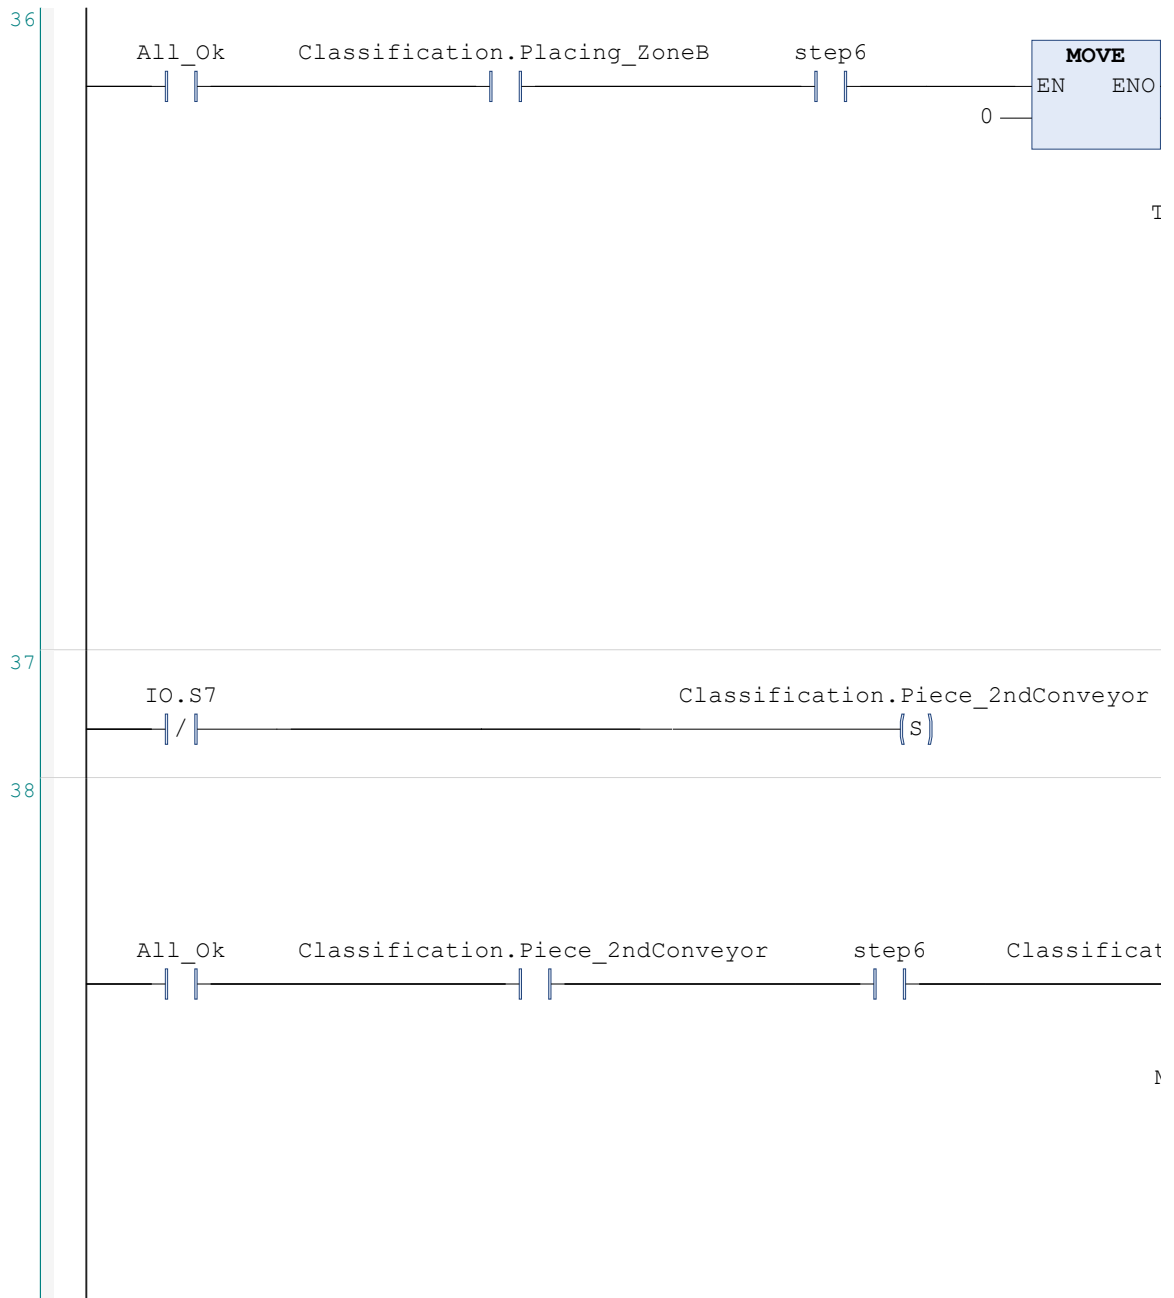 36
All_Ok Classification.Placing_ZoneB step6 MOVE
EN ENO
0
T
37
IO.S7 Classification.Piece_2ndConveyor
/ S
38
All_Ok Classification.Piece_2ndConveyor step6 Classificat